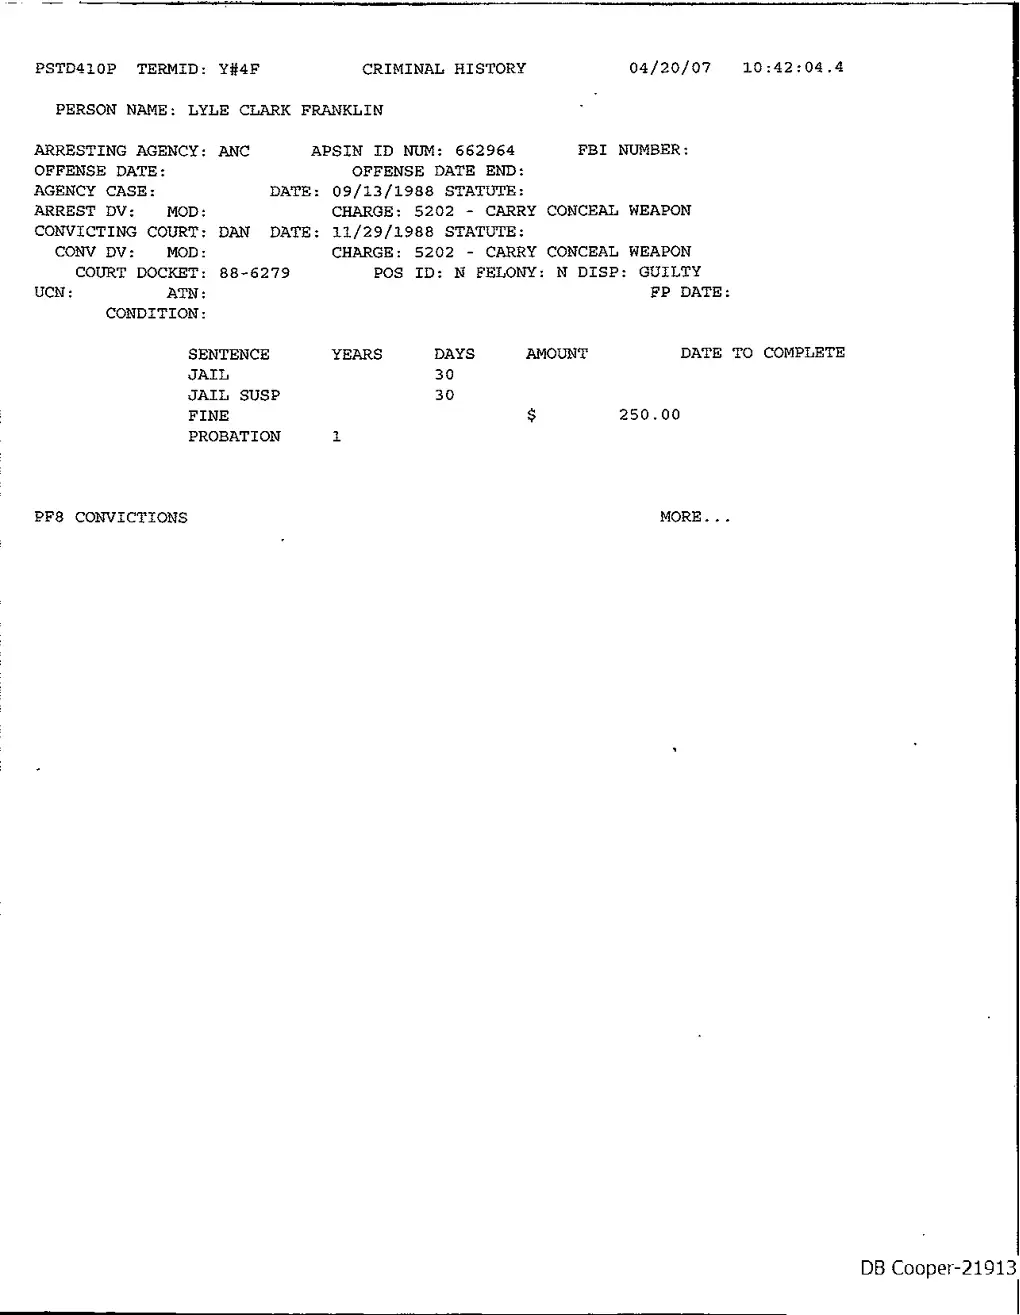 PSTD410P TERMID: Y#4F CRIMINAL HISTORY 04/20/07 10:42:04.4
PERSON NAME: LYLE CLARK FRANKLIN
ARRESTING AGENCY: ANC APSIN ID NUM: 662964 FBI NUMBER:
OFFENSE DATE: OFFENSE DATE END:
AGENCY CASE: DATE: 09/13/1988 STATUTE:
ARREST DV: MOD: CHARGE: 5202 - CARRY CONCEAL WEAPON
CONVICTING COURT: DAN DATE: 11/29/1988 STATUTE:
CONV DV: MOD: CHARGE: 5202 - CARRY CONCEAL WEAPON
COURT DOCKET: 88-6279 POS ID: N FELONY: N DISP: GUILTY
UCN: ATN: FP DATE:
CONDITION:
SENTENCE YEARS DAYS AMOUNT DATE TO COMPLETE
JAIL 30
JAIL SUSP 30
FINE $ 250.00
PROBATION 1
PF8 CONVICTIONS MORE...
DB Cooper-21913